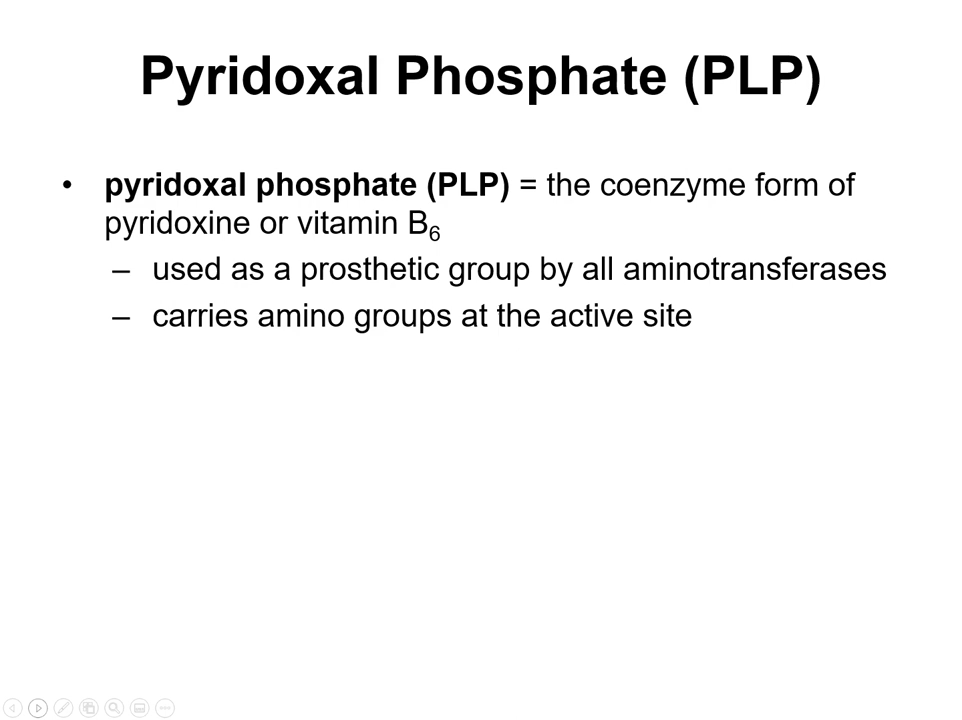 Pyridoxal Phosphate (PLP)
• pyridoxal phosphate (PLP) = the coenzyme form of
pyridoxine or vitamin B₆
– used as a prosthetic group by all aminotransferases
– carries amino groups at the active site